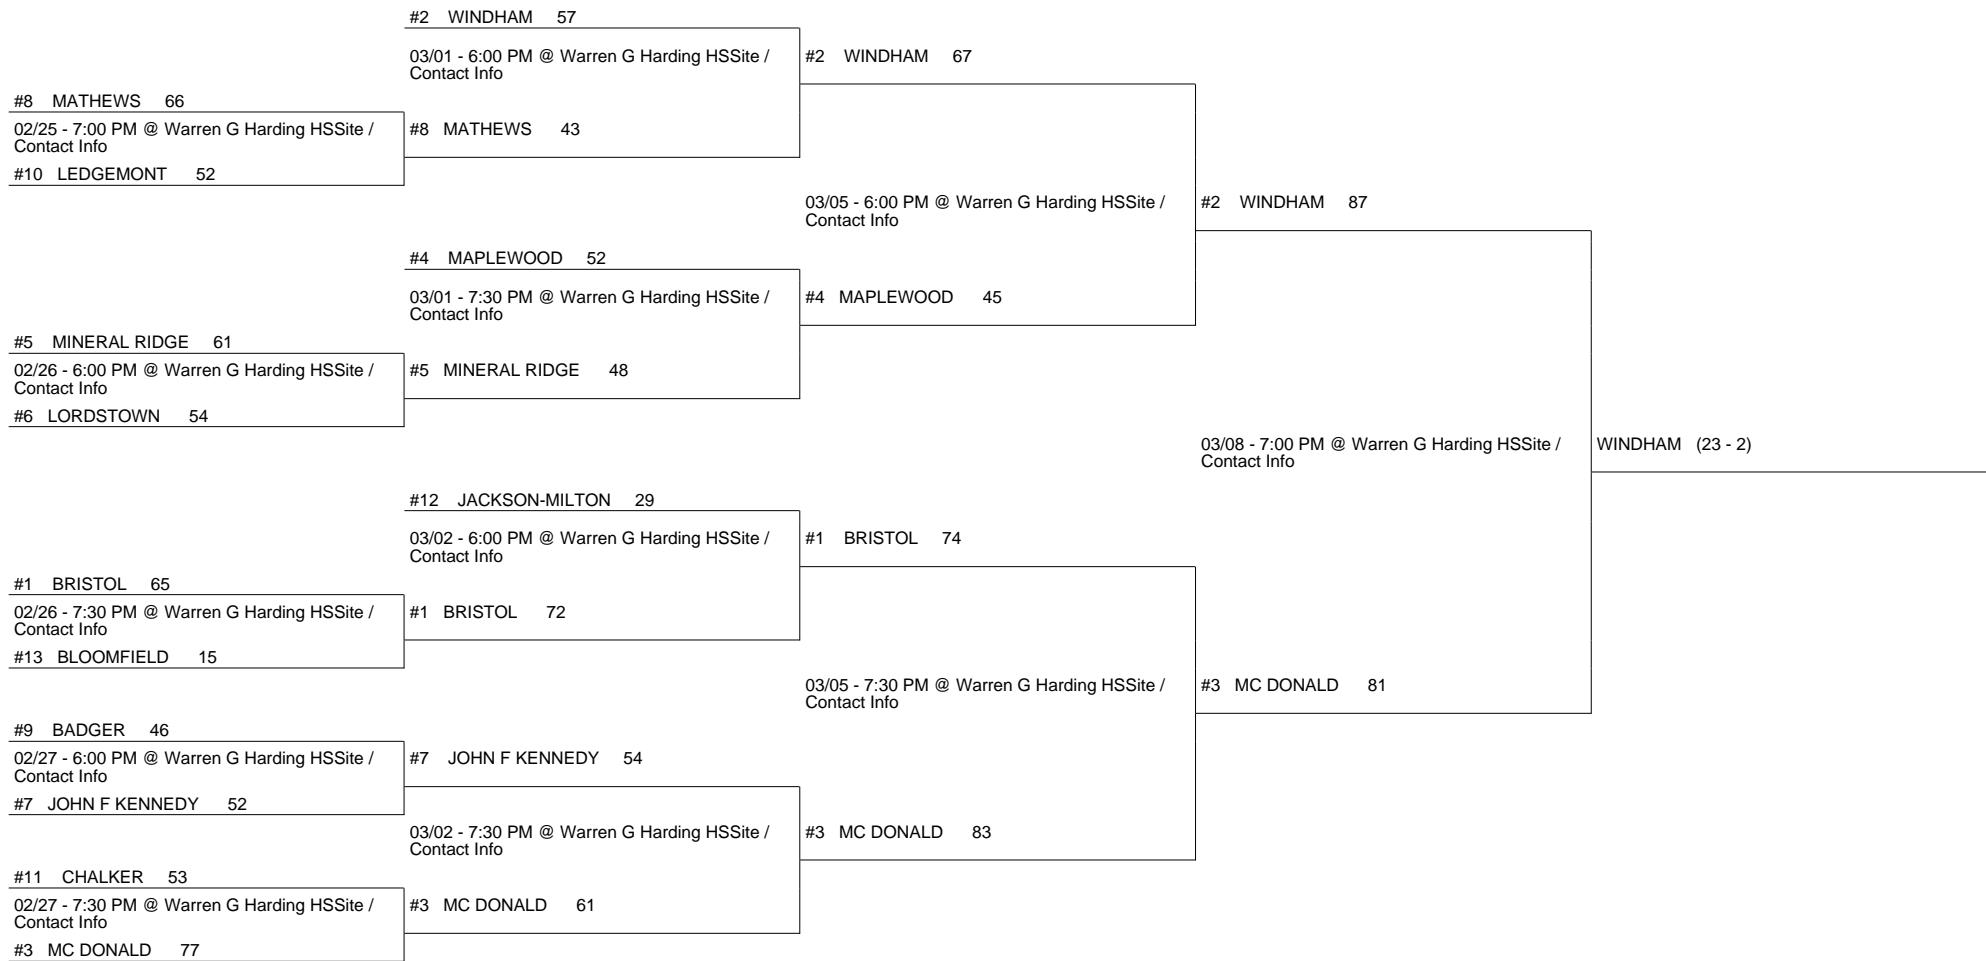 #2 WINDHAM 57
03/01 - 6:00 PM @ Warren G Harding HSSite /
Contact Info
#2 WINDHAM 67
#8 MATHEWS 66
02/25 - 7:00 PM @ Warren G Harding HSSite /
Contact Info
#8 MATHEWS 43
#10 LEDGEMONT 52
03/05 - 6:00 PM @ Warren G Harding HSSite /
Contact Info
#2 WINDHAM 87
#4 MAPLEWOOD 52
03/01 - 7:30 PM @ Warren G Harding HSSite /
Contact Info
#4 MAPLEWOOD 45
#5 MINERAL RIDGE 61
02/26 - 6:00 PM @ Warren G Harding HSSite /
Contact Info
#5 MINERAL RIDGE 48
#6 LORDSTOWN 54
03/08 - 7:00 PM @ Warren G Harding HSSite /
Contact Info
WINDHAM (23 - 2)
#12 JACKSON-MILTON 29
03/02 - 6:00 PM @ Warren G Harding HSSite /
Contact Info
#1 BRISTOL 74
#1 BRISTOL 65
02/26 - 7:30 PM @ Warren G Harding HSSite /
Contact Info
#1 BRISTOL 72
#13 BLOOMFIELD 15
03/05 - 7:30 PM @ Warren G Harding HSSite /
Contact Info
#3 MC DONALD 81
#9 BADGER 46
02/27 - 6:00 PM @ Warren G Harding HSSite /
Contact Info
#7 JOHN F KENNEDY 54
#7 JOHN F KENNEDY 52
03/02 - 7:30 PM @ Warren G Harding HSSite /
Contact Info
#3 MC DONALD 83
#11 CHALKER 53
02/27 - 7:30 PM @ Warren G Harding HSSite /
Contact Info
#3 MC DONALD 61
#3 MC DONALD 77